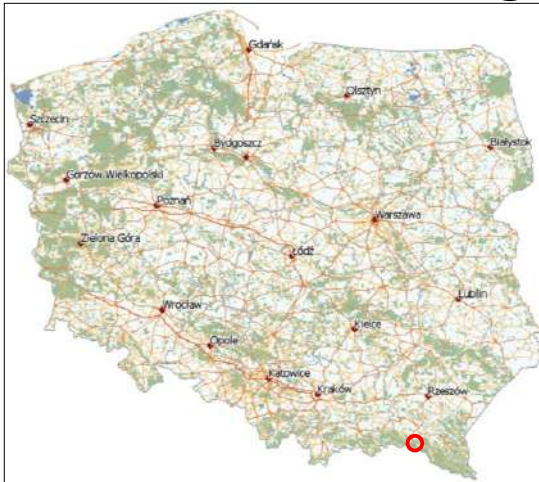 Gdańsk
Olsztyn
Szczecin
Białystok
Bydgoszcz
Gorzów Wielkopolski
Poznań
Warszawa
Zielona Góra
Łódź
Lublin
Wrocław
Kielce
Opole
Katowice
Kraków
Rzeszów